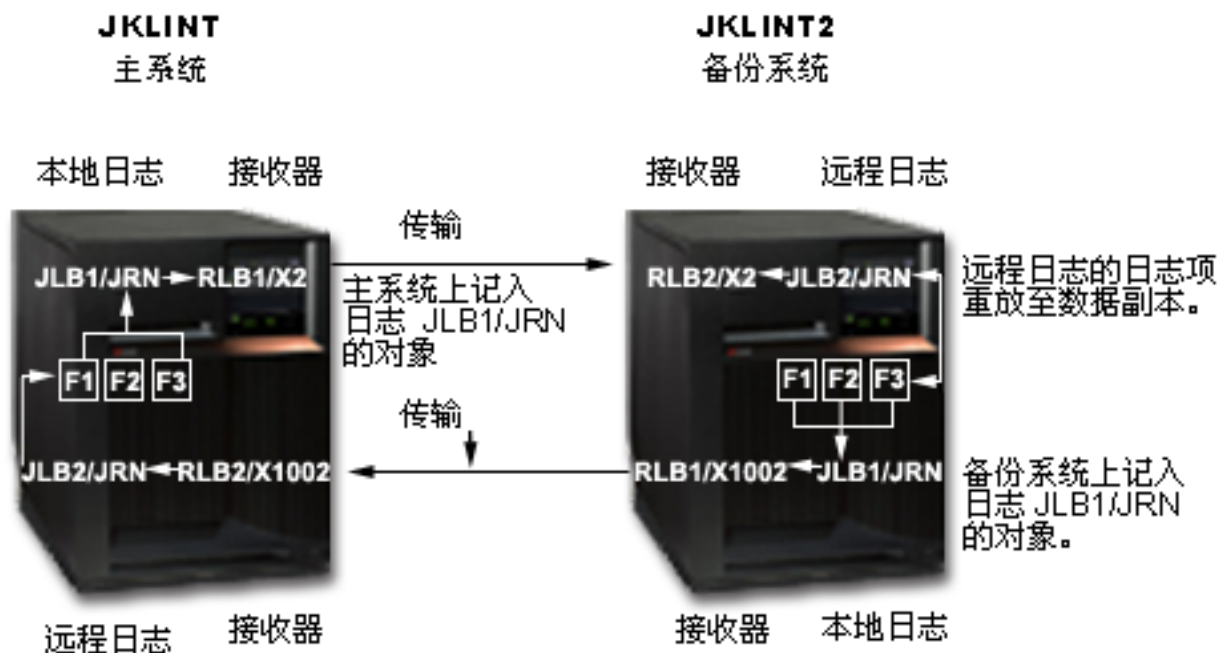 JKLINT
主系统
JKLINT2
备份系统
本地日志
接收器
接收器
远程日志
传输
JLB1/JRN
RLB1/X2
主系统上记入
日志 JLB1/JRN
的对象
RLB2/X2
JLB2/JRN
远程日志的日志项
重放至数据副本。
F1
F2
F3
F1
F2
F3
传输
JLB2/JRN
RLB2/X1002
RLB1/X1002
JLB1/JRN
备份系统上记入
日志 JLB1/JRN
的对象。
远程日志
接收器
接收器
本地日志